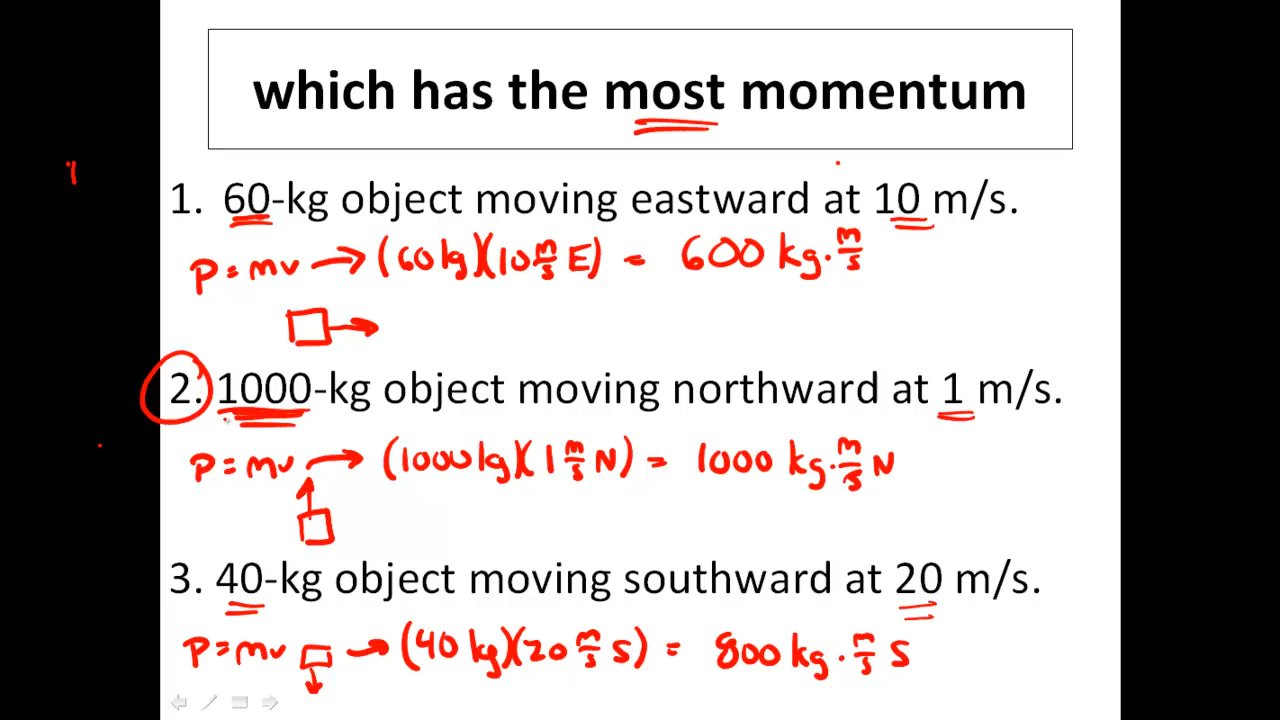 which has the most momentum
1. 60-kg object moving eastward at 10 m/s.
p = mv → (60 kg)(10 m/s E) = 600 kg · m/s
2. 1000-kg object moving northward at 1 m/s.
p = mv → (1000 kg)(1 m/s N) = 1000 kg · m/s N
3. 40-kg object moving southward at 20 m/s.
p = mv → (40 kg)(20 m/s S) = 800 kg · m/s S